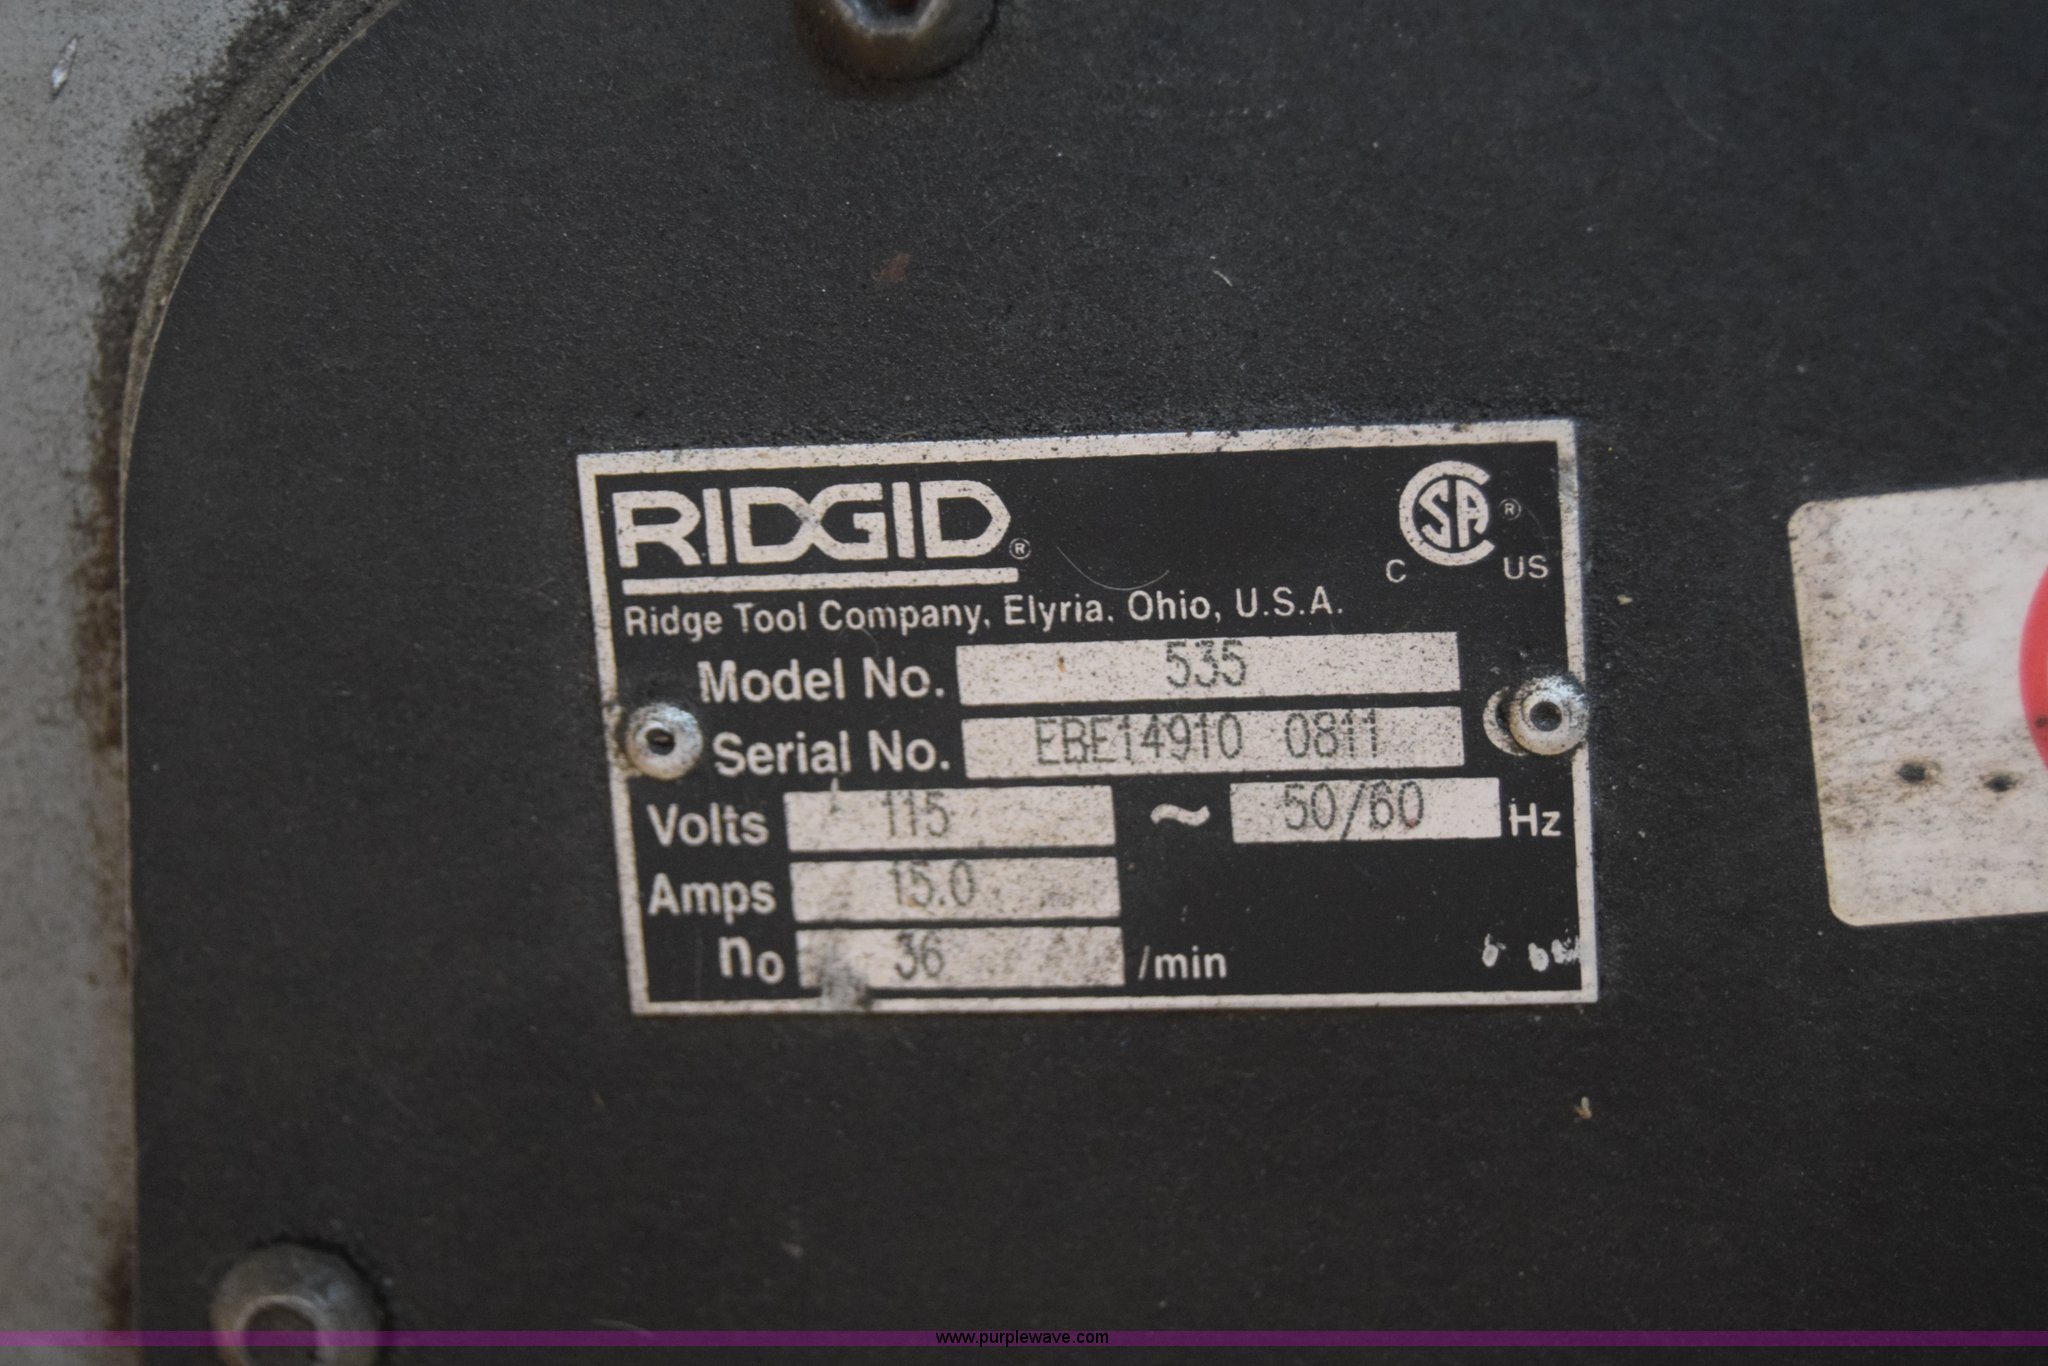 RIDGID®
CSA®
C US
Ridge Tool Company, Elyria, Ohio, U.S.A.
Model No. 535
Serial No. EBE14910 0811
Volts 115 ~ 50/60 Hz
Amps 15.0
no 36 /min
www.purplewave.com